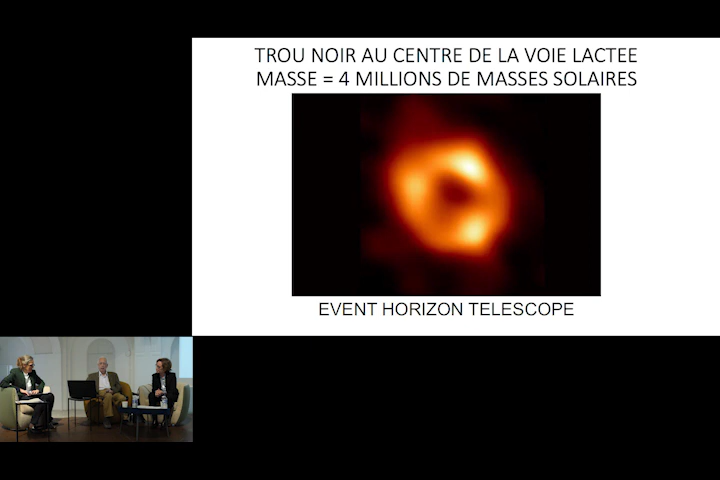 TROU NOIR AU CENTRE DE LA VOIE LACTEE
MASSE = 4 MILLIONS DE MASSES SOLAIRES
EVENT HORIZON TELESCOPE